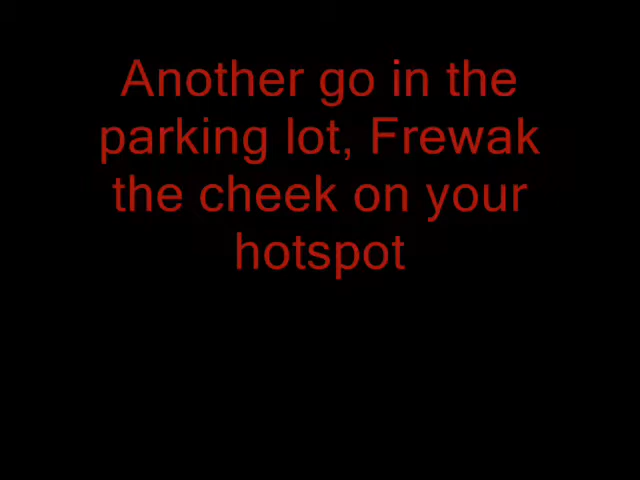 Another go in the
parking lot, Frewak
the cheek on your
hotspot